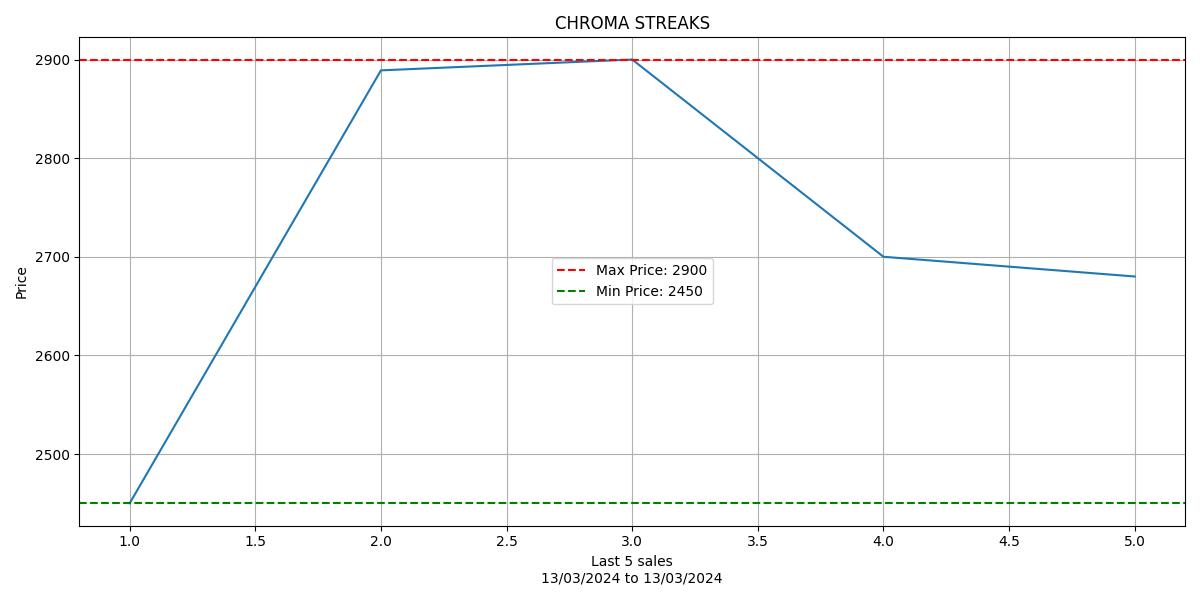 CHROMA STREAKS
2900
2800
2700
2600
2500
Price
Max Price: 2900
Min Price: 2450
1.0 1.5 2.0 2.5 3.0 3.5 4.0 4.5 5.0
Last 5 sales
13/03/2024 to 13/03/2024